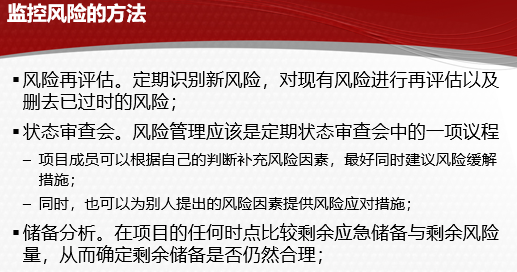 监控风险的方法
▪风险再评估。定期识别新风险，对现有风险进行再评估以及
删去已过时的风险；
▪状态审查会。风险管理应该是定期状态审查会中的一项议程
– 项目成员可以根据自己的判断补充风险因素，最好同时建议风险缓解
措施；
– 同时，也可以为别人提出的风险因素提供风险应对措施；
▪储备分析。在项目的任何时点比较剩余应急储备与剩余风险
量，从而确定剩余储备是否仍然合理；